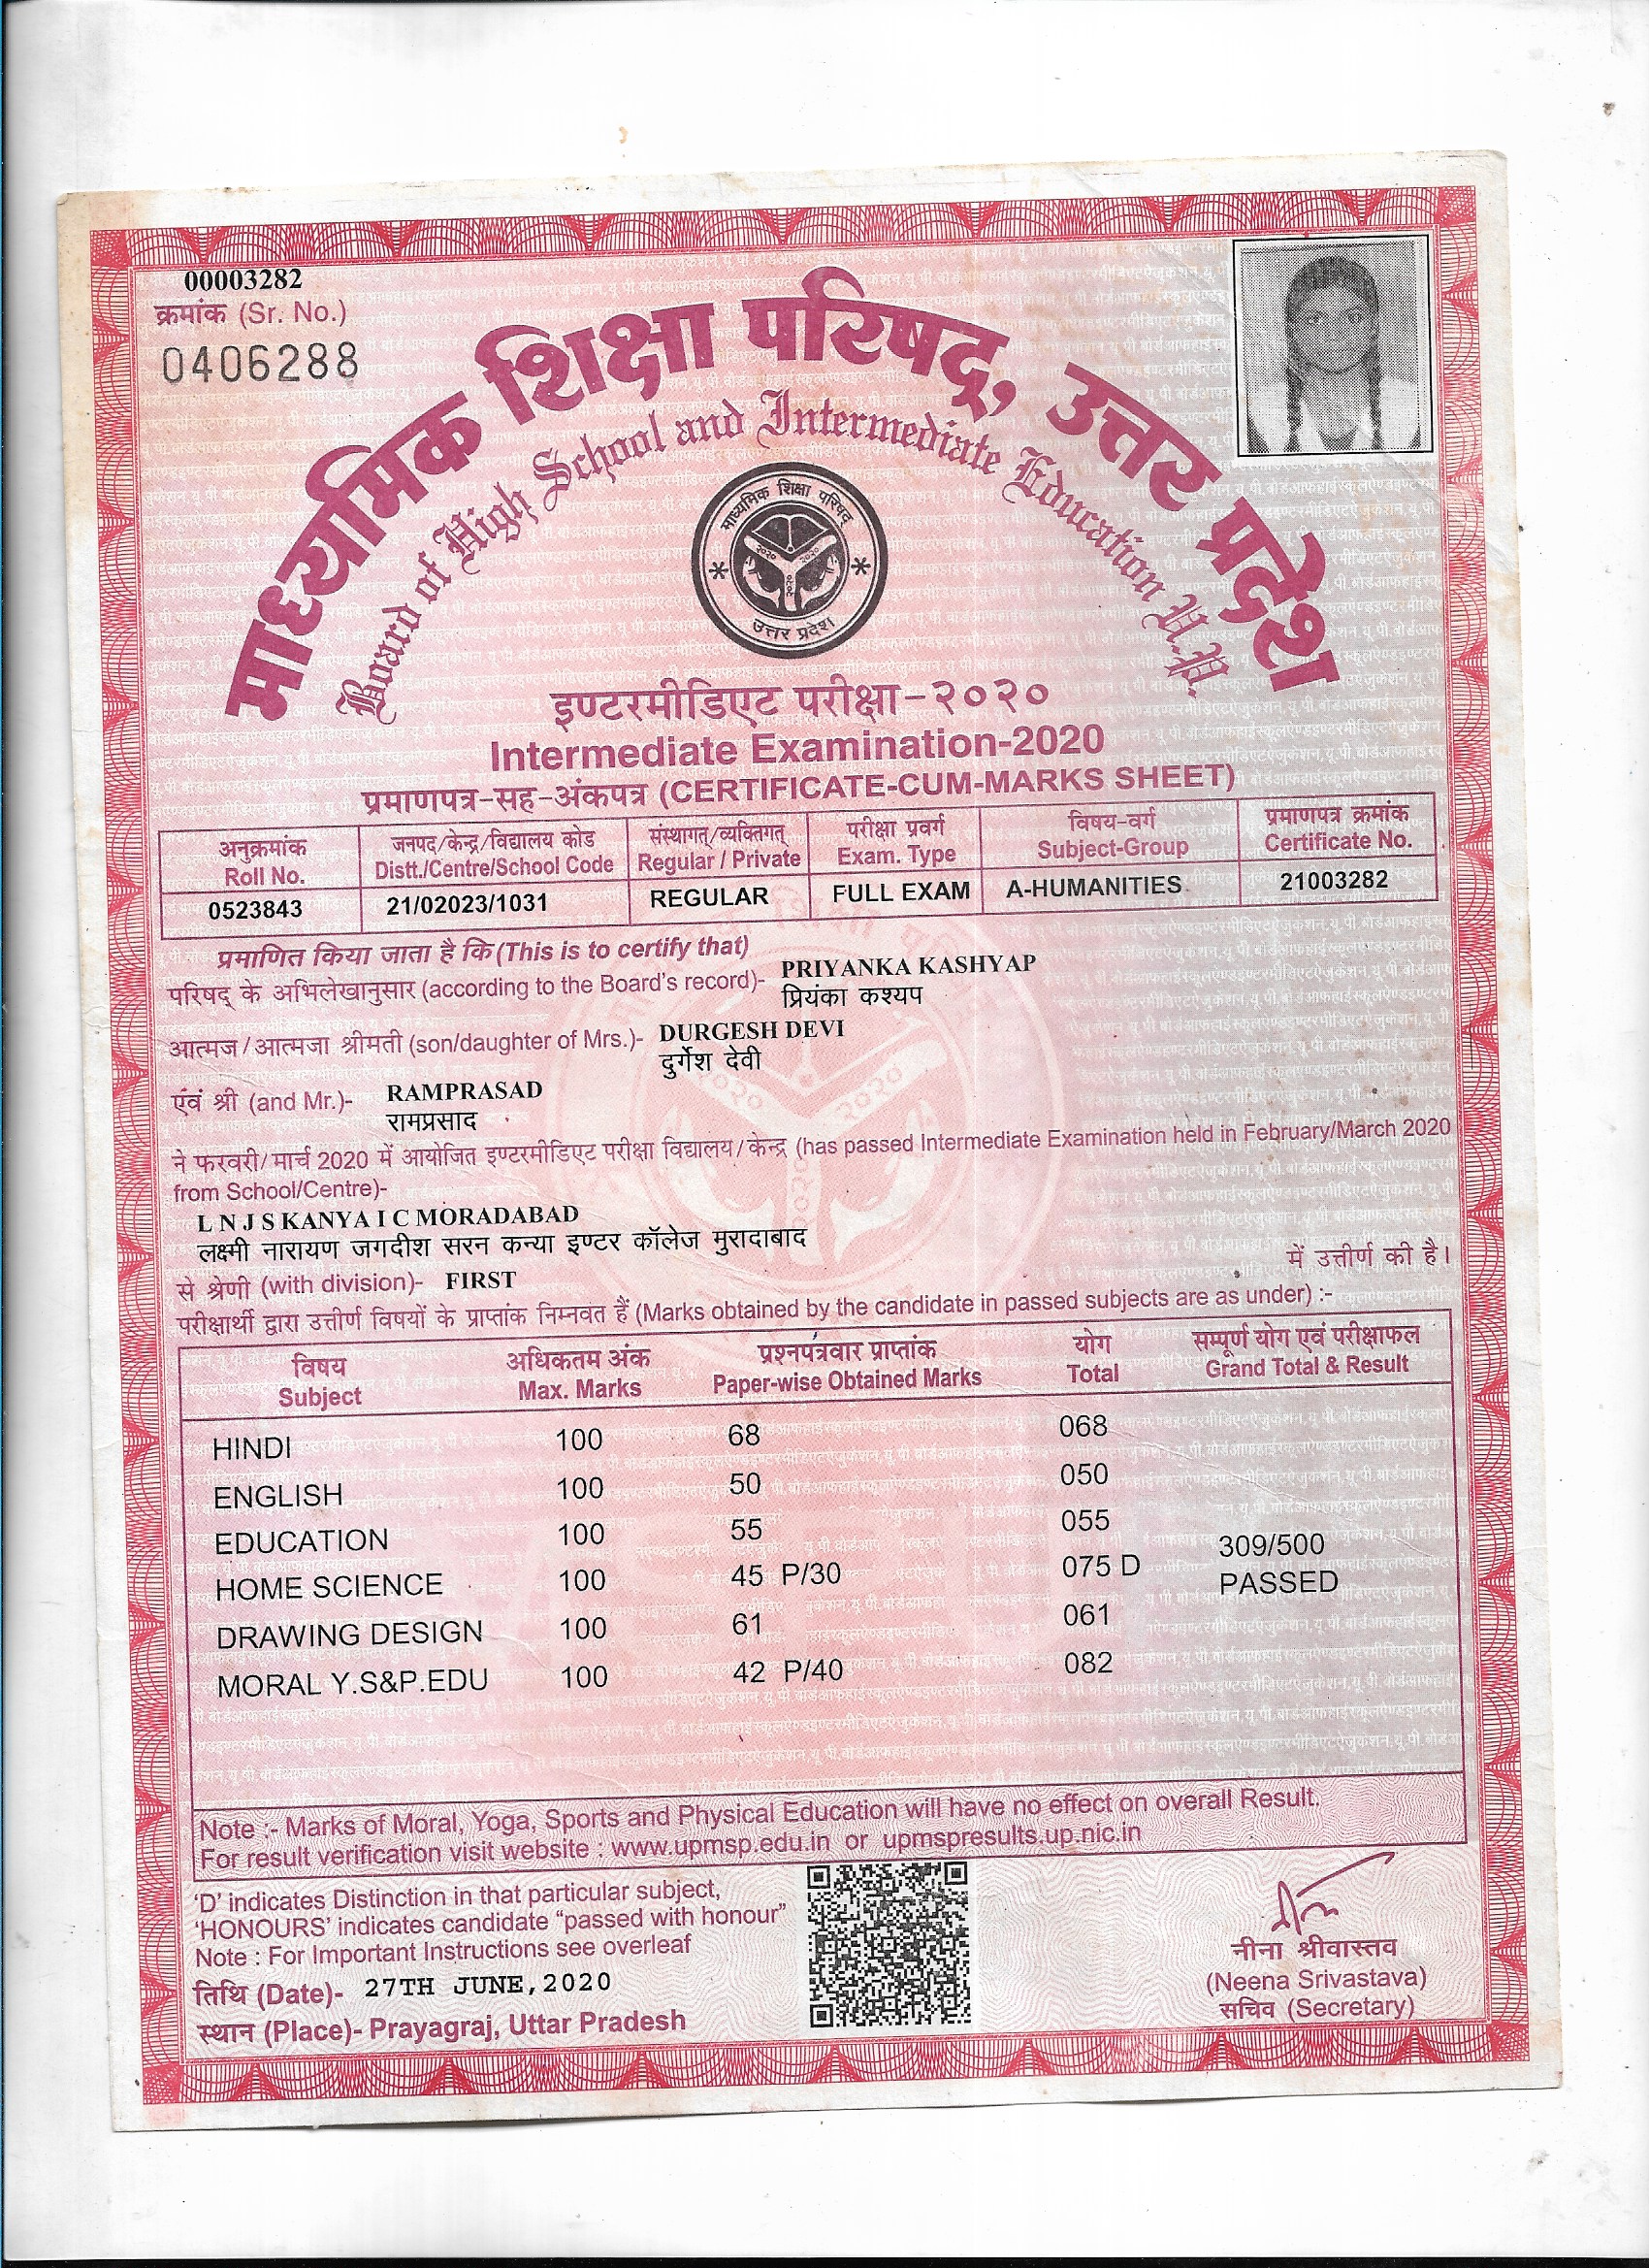 00003282
क्रमांक (Sr. No.)
0406288
माध्यमिक शिक्षा परिषद्, उत्तर प्रदेश
Board of High School and Intermediate Education U.P.
माध्यमिक शिक्षा परिषद्
२०२० २०२०
२०२०
उत्तर प्रदेश
इण्टरमीडिएट परीक्षा-२०२०
Intermediate Examination-2020
प्रमाणपत्र-सह-अंकपत्र (CERTIFICATE-CUM-MARKS SHEET)
अनुक्रमांक जनपद/केन्द्र/विद्यालय कोड संस्थागत्/व्यक्तिगत् परीक्षा प्रवर्ग विषय-वर्ग प्रमाणपत्र क्रमांक
Roll No. Distt./Centre/School Code Regular / Private Exam. Type Subject-Group Certificate No.
0523843 21/02023/1031 REGULAR FULL EXAM A-HUMANITIES 21003282
प्रमाणित किया जाता है कि (This is to certify that)
परिषद् के अभिलेखानुसार (according to the Board's record)- PRIYANKA KASHYAP
प्रियंका कश्यप
आत्मज/आत्मजा श्रीमती (son/daughter of Mrs.)- DURGESH DEVI
दुर्गेश देवी
एंवं श्री (and Mr.)- RAMPRASAD
रामप्रसाद
ने फरवरी/मार्च 2020 में आयोजित इण्टरमीडिएट परीक्षा विद्यालय/केन्द्र (has passed Intermediate Examination held in February/March 2020
from School/Centre)-
L N J S KANYA I C MORADABAD
लक्ष्मी नारायण जगदीश सरन कन्या इण्टर कॉलेज मुरादाबाद
में उत्तीर्ण की है।
से श्रेणी (with division)- FIRST
परीक्षार्थी द्वारा उत्तीर्ण विषयों के प्राप्तांक निम्नवत हैं (Marks obtained by the candidate in passed subjects are as under) :-
विषय अधिकतम अंक प्रश्नपत्रवार प्राप्तांक योग सम्पूर्ण योग एवं परीक्षाफल
Subject Max. Marks Paper-wise Obtained Marks Total Grand Total & Result
HINDI 100 68 068
ENGLISH 100 50 050
EDUCATION 100 55 055
309/500
HOME SCIENCE 100 45 P/30 075 D
PASSED
DRAWING DESIGN 100 61 061
MORAL Y.S&P.EDU 100 42 P/40 082
Note :- Marks of Moral, Yoga, Sports and Physical Education will have no effect on overall Result.
For result verification visit website : www.upmsp.edu.in or upmspresults.up.nic.in
'D' indicates Distinction in that particular subject,
'HONOURS' indicates candidate "passed with honour"
Note : For Important Instructions see overleaf
तिथि (Date)- 27TH JUNE,2020
स्थान (Place)- Prayagraj, Uttar Pradesh
नीना श्रीवास्तव
(Neena Srivastava)
सचिव (Secretary)